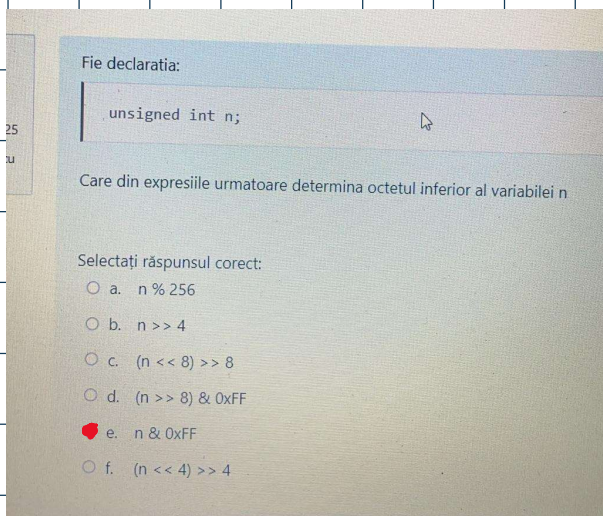 Fie declaratia:
unsigned int n;
25
Care din expresiile urmatoare determina octetul inferior al variabilei n
Selectați răspunsul corect:
a. n % 256
b. n >> 4
c. (n << 8) >> 8
d. (n >> 8) & 0xFF
e. n & 0xFF
f. (n << 4) >> 4